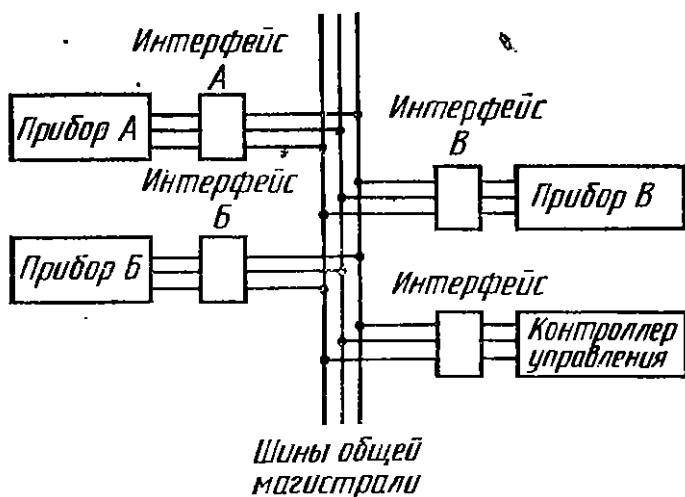 Интерфейс
А
Прибор А
Интерфейс
Б
Прибор Б
Интерфейс
В
Прибор В
Интерфейс
Контроллер
управления
Шины общей
магистрали